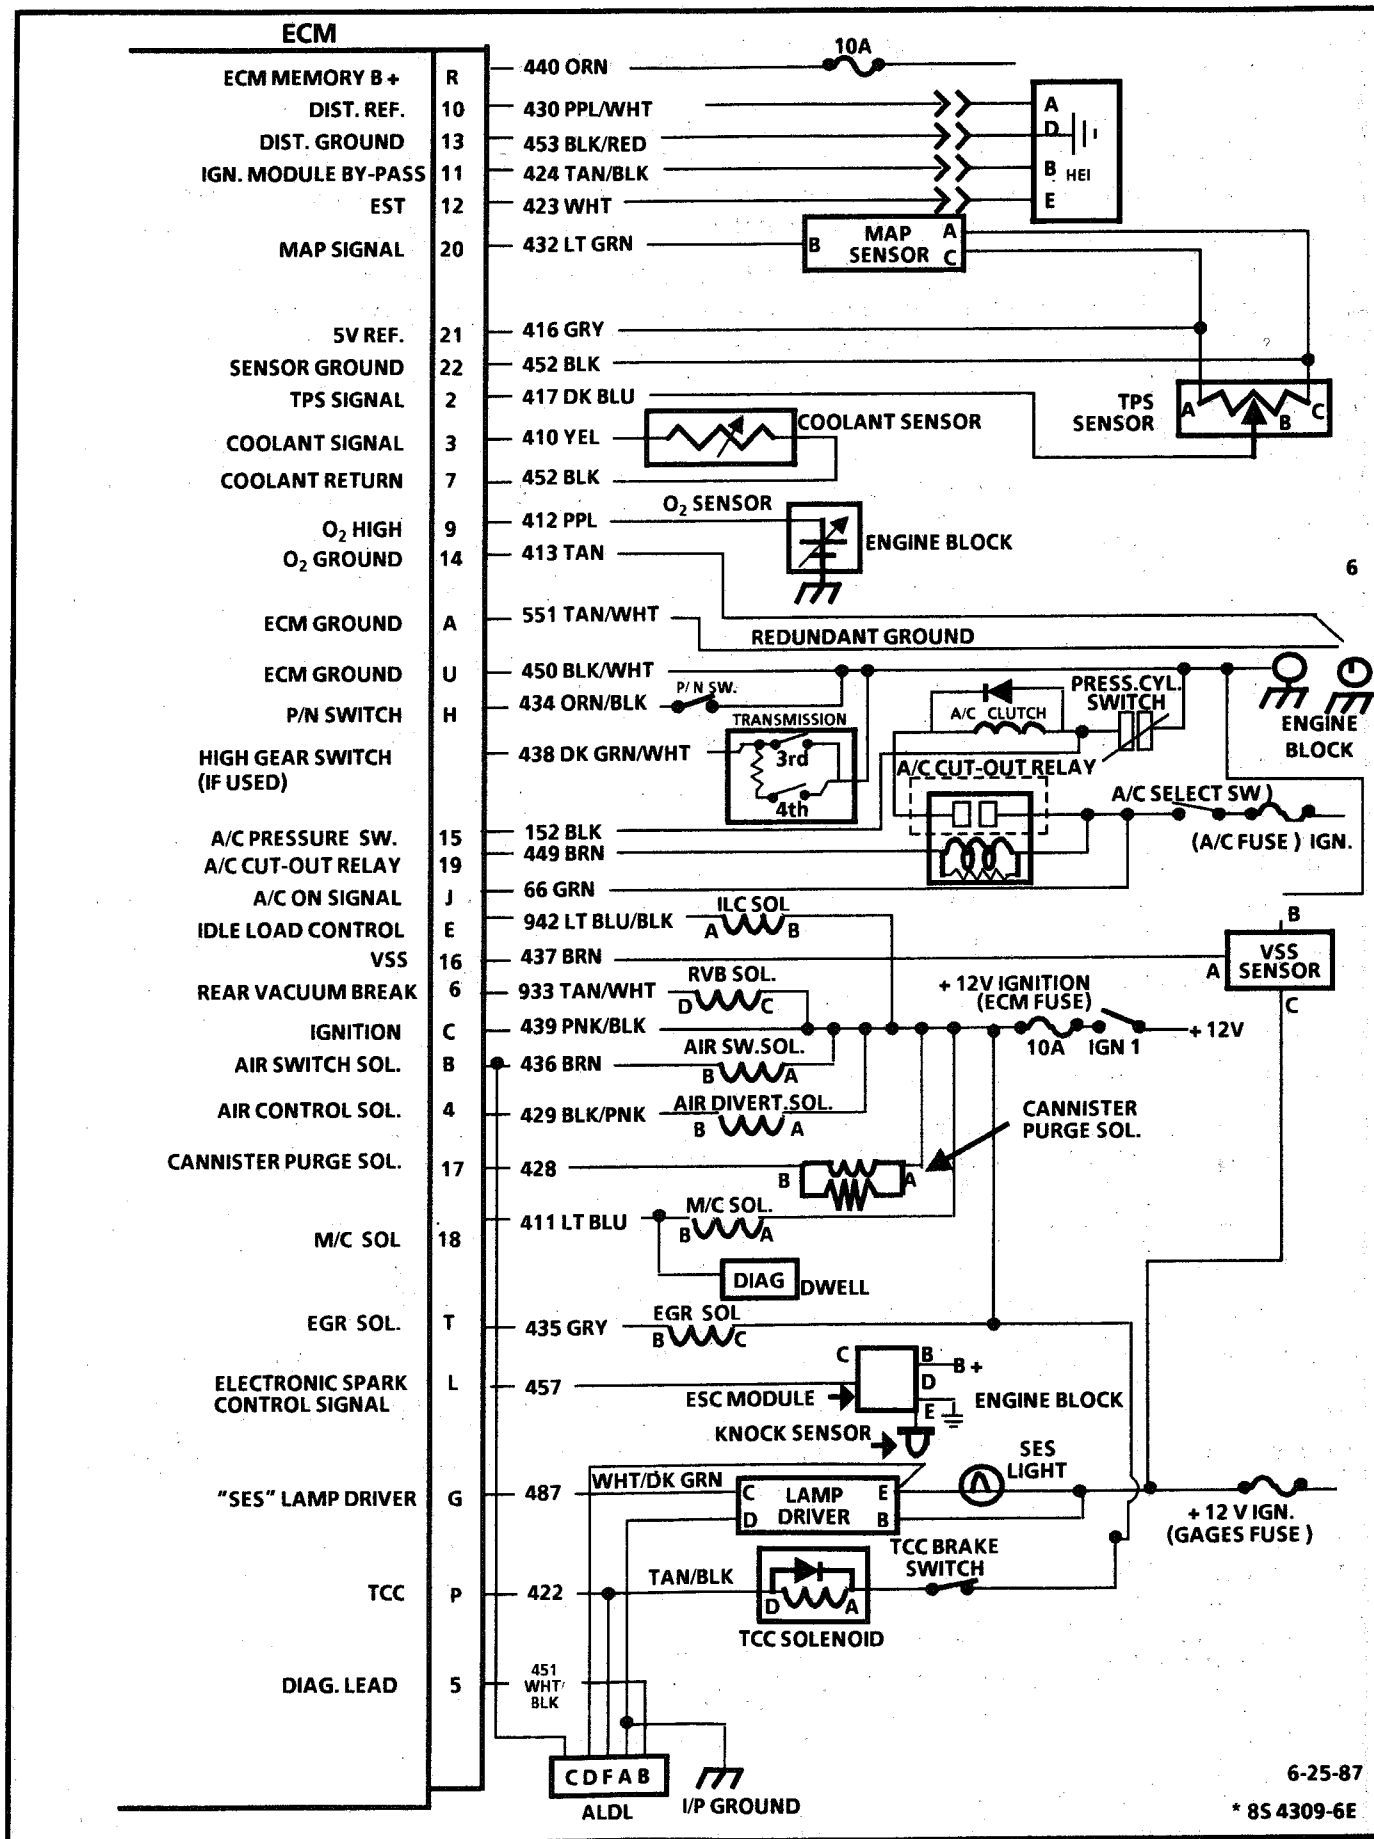 ECM
ECM MEMORY B + R 440 ORN 10A
DIST. REF. 10 430 PPL/WHT A
DIST. GROUND 13 453 BLK/RED D
IGN. MODULE BY-PASS 11 424 TAN/BLK B HEI
EST 12 423 WHT E
MAP SIGNAL 20 432 LT GRN B MAP SENSOR A C
5V REF. 21 416 GRY
SENSOR GROUND 22 452 BLK
TPS SIGNAL 2 417 DK BLU
TPS SENSOR A B C
COOLANT SIGNAL 3 410 YEL COOLANT SENSOR
COOLANT RETURN 7 452 BLK
O2 SENSOR
O2 HIGH 9 412 PPL ENGINE BLOCK
O2 GROUND 14 413 TAN
6
ECM GROUND A 551 TAN/WHT
REDUNDANT GROUND
ECM GROUND U 450 BLK/WHT
P/N SWITCH H 434 ORN/BLK P/N SW.
PRESS.CYL. SWITCH
A/C CLUTCH
ENGINE BLOCK
TRANSMISSION
HIGH GEAR SWITCH (IF USED) 438 DK GRN/WHT 3rd
4th
A/C CUT-OUT RELAY
A/C SELECT SW )
(A/C FUSE ) IGN.
A/C PRESSURE SW. 15 152 BLK
A/C CUT-OUT RELAY 19 449 BRN
A/C ON SIGNAL J 66 GRN
IDLE LOAD CONTROL E 942 LT BLU/BLK ILC SOL A B
VSS 16 437 BRN A VSS SENSOR B C
REAR VACUUM BREAK 6 933 TAN/WHT RVB SOL. D C
+ 12V IGNITION (ECM FUSE)
IGNITION C 439 PNK/BLK 10A IGN 1 + 12V
AIR SWITCH SOL. B 436 BRN AIR SW.SOL. B A
AIR CONTROL SOL. 4 429 BLK/PNK AIR DIVERT.SOL. B A
CANNISTER PURGE SOL.
CANNISTER PURGE SOL. 17 428 B A
M/C SOL 18 411 LT BLU M/C SOL. B A
DIAG DWELL
EGR SOL. T 435 GRY EGR SOL B C
ELECTRONIC SPARK CONTROL SIGNAL L 457 ESC MODULE C B B + D E ENGINE BLOCK
KNOCK SENSOR
SES LIGHT
"SES" LAMP DRIVER G 487 WHT/DK GRN C D LAMP DRIVER E B
+ 12 V IGN. (GAGES FUSE )
TCC BRAKE SWITCH
TCC P 422 TAN/BLK D A
TCC SOLENOID
DIAG. LEAD 5 451 WHT/ BLK
C D F A B
ALDL
I/P GROUND
6-25-87
* 8S 4309-6E